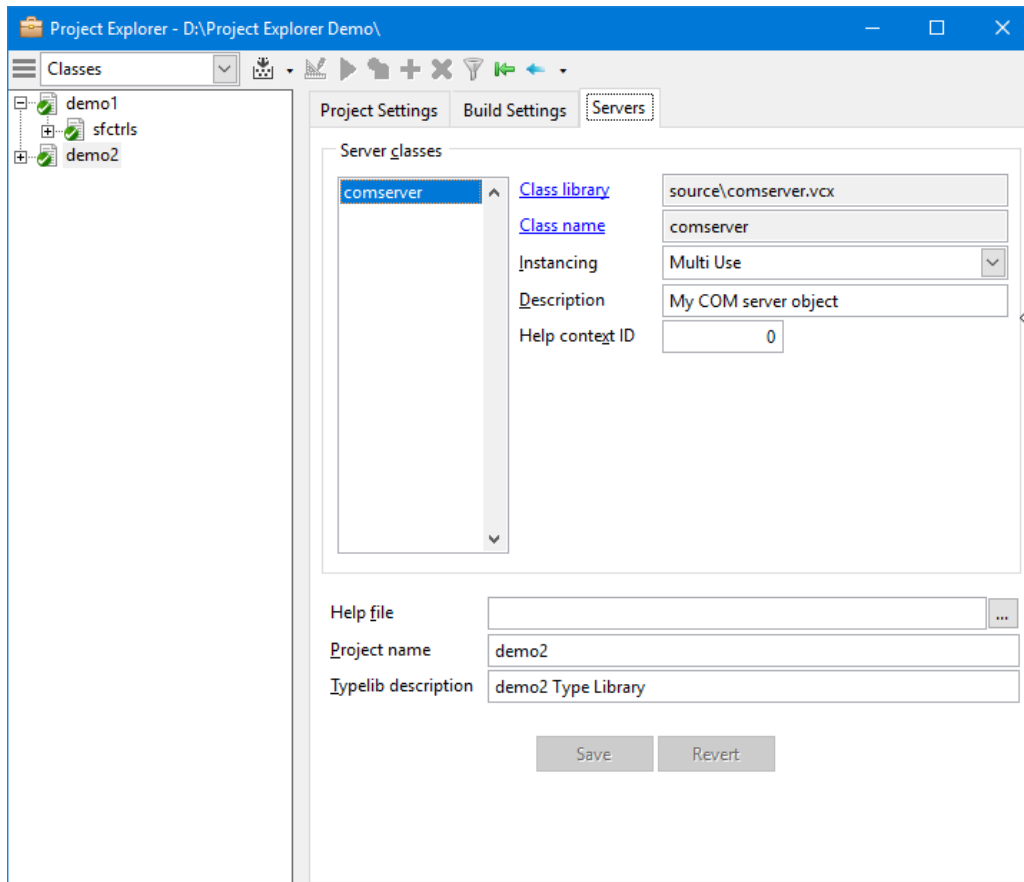 Project Explorer - D:\Project Explorer Demo\
Classes
demo1
sfctrls
demo2
Project Settings
Build Settings
Servers
Server classes
comserver
Class library
source\comserver.vcx
Class name
comserver
Instancing
Multi Use
Description
My COM server object
Help context ID
0
Help file
...
Project name
demo2
Typelib description
demo2 Type Library
Save
Revert